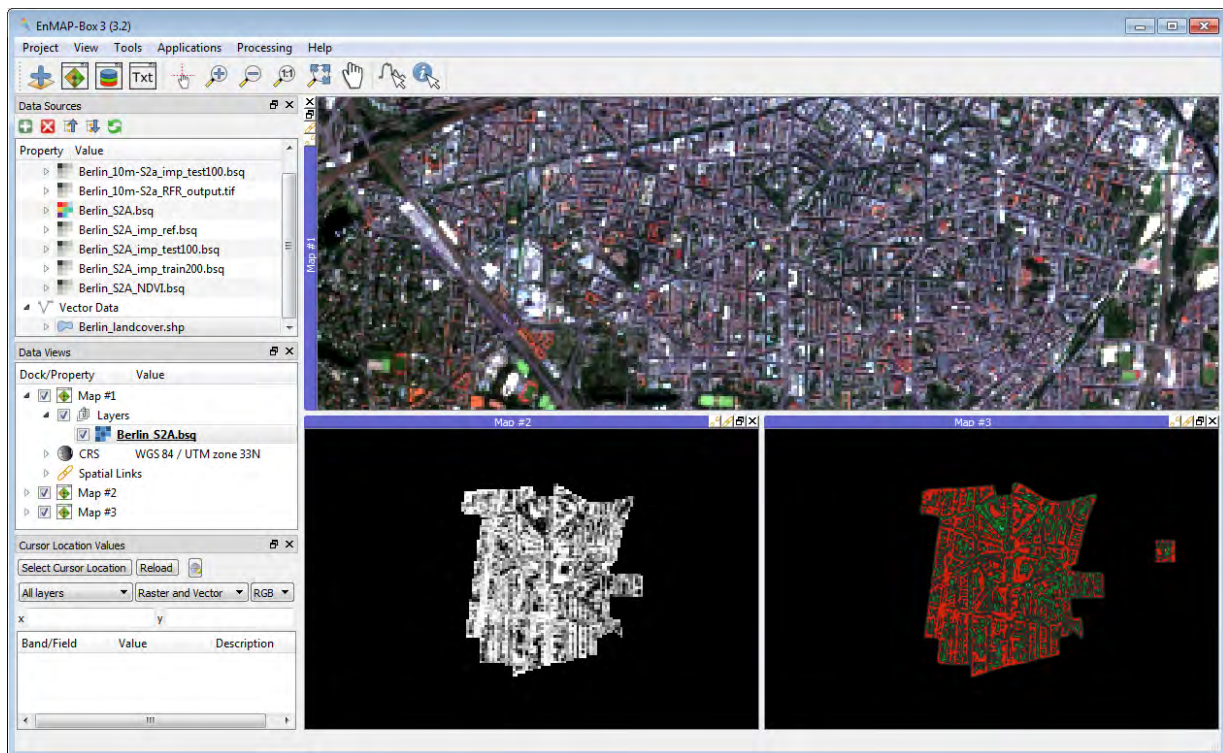 EnMAP-Box 3 (3.2)
Project View Tools Applications Processing Help
Txt
1:1
Data Sources
Property Value
Berlin_10m-S2a_imp_test100.bsq
Berlin_10m-S2a_RFR_output.tif
Berlin_S2A.bsq
Berlin_S2A_imp_ref.bsq
Berlin_S2A_imp_test100.bsq
Berlin_S2A_imp_train200.bsq
Berlin_S2A_NDVI.bsq
Vector Data
Berlin_landcover.shp
Data Views
Dock/Property Value
Map #1
Layers
Berlin_S2A.bsq
CRS WGS 84 / UTM zone 33N
Spatial Links
Map #2
Map #3
Cursor Location Values
Select Cursor Location Reload
All layers Raster and Vector RGB
x y
Band/Field Value Description
Map #1
Map #2
Map #3